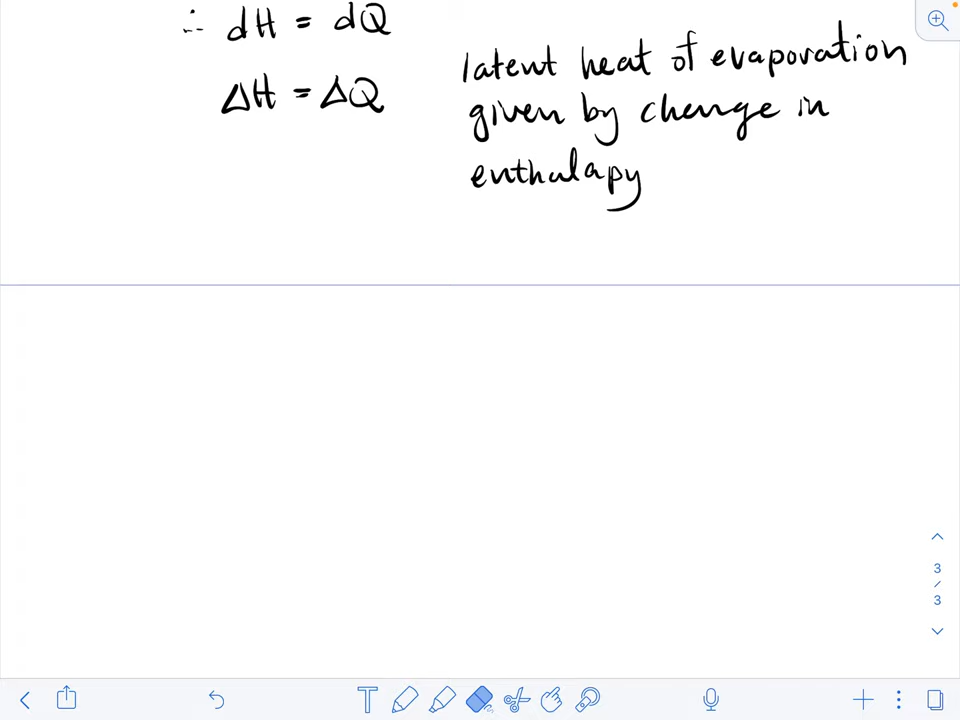 ∴ dH = dQ
ΔH = ΔQ
latent heat of evaporation
given by change in
enthalapy
3
/
3
T